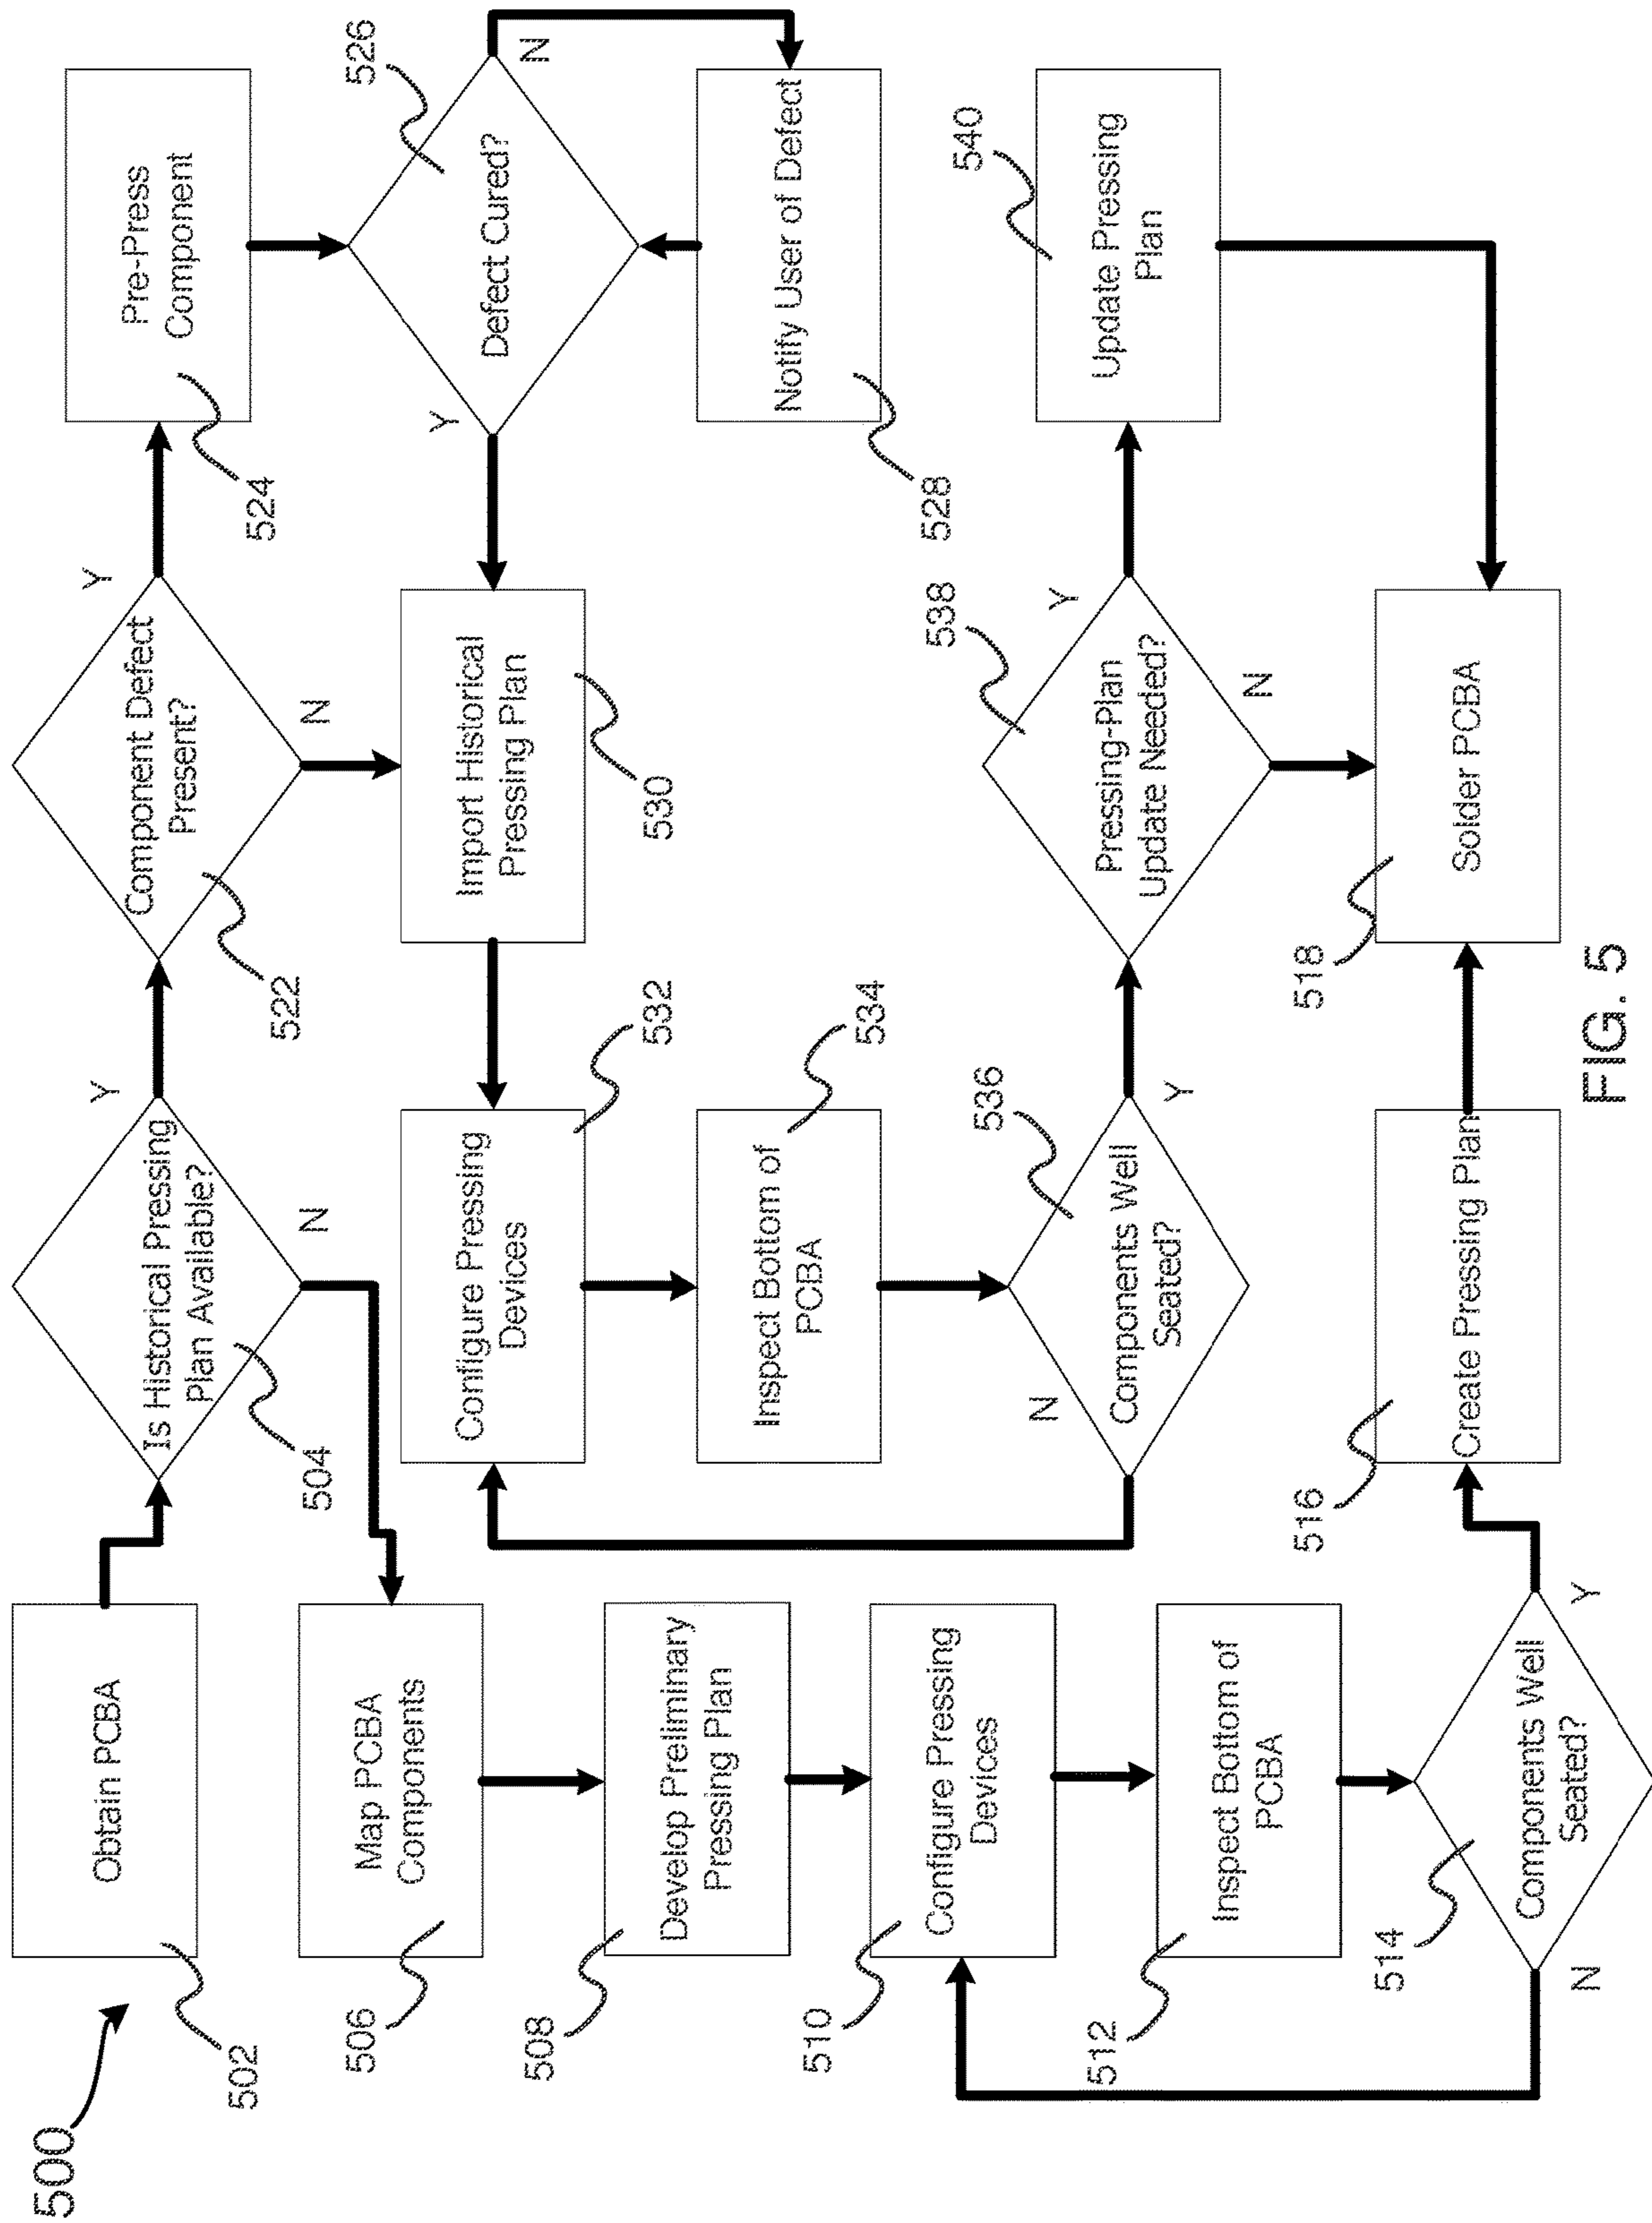 500
502
Obtain PCBA
Is Historical Pressing
Plan Available?
504
Y
N
Component Defect
Present?
522
Y
N
Pre-Press
Component
524
Map PCBA
Components
506
Configure Pressing
Devices
532
Import Historical
Pressing Plan
530
Defect Cured?
526
Y
N
Develop Preliminary
Pressing Plan
508
Inspect Bottom of
PCBA
534
Notify User of Defect
528
Configure Pressing
Devices
510
Components Well
Seated?
536
N
Y
Pressing-Plan
Update Needed?
538
Y
N
Update Pressing
Plan
540
Inspect Bottom of
PCBA
512
Components Well
Seated?
514
N
Y
Create Pressing Plan
516
Solder PCBA
518
FIG. 5